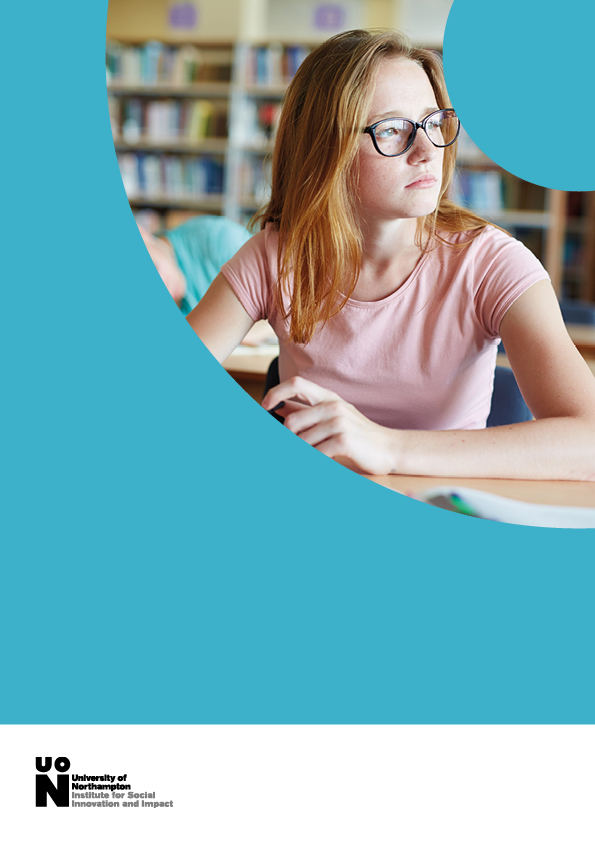 UO
N
University of
Northampton
Institute for Social
Innovation and Impact